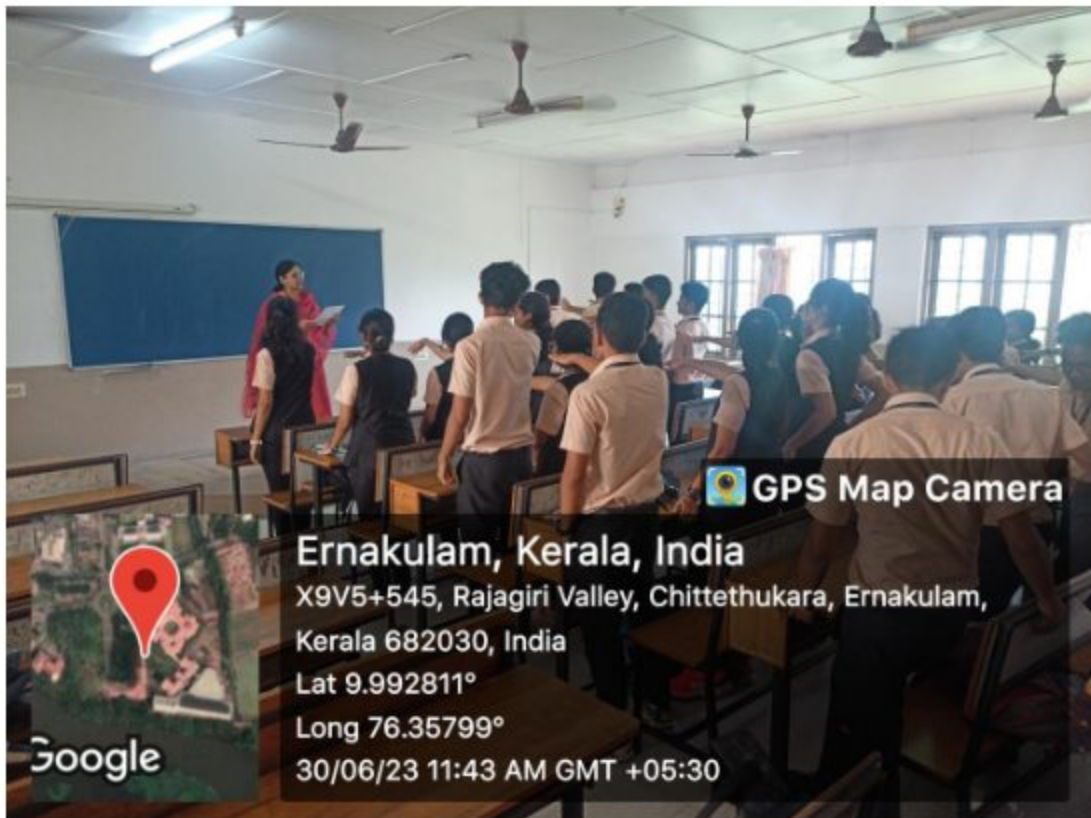 GPS Map Camera
Ernakulam, Kerala, India
X9V5+545, Rajagiri Valley, Chittethukara, Ernakulam,
Kerala 682030, India
Lat 9.992811°
Long 76.35799°
30/06/23 11:43 AM GMT +05:30
Google